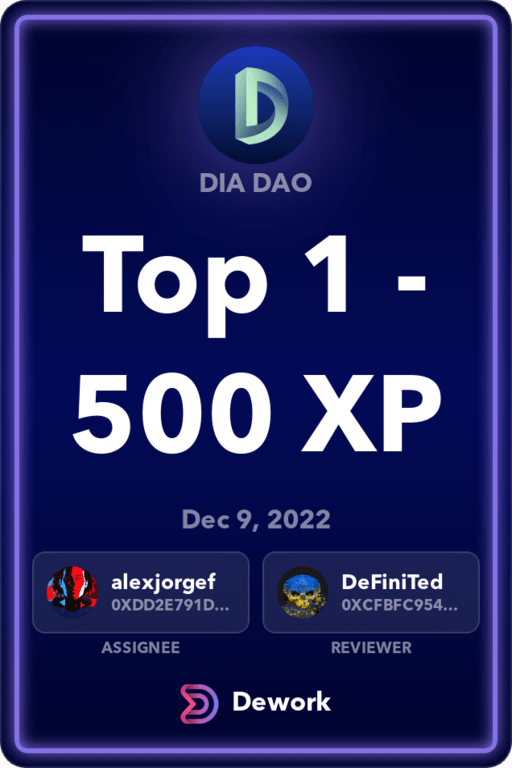 DIA DAO
Top 1 -
500 XP
Dec 9, 2022
alexjorgef
0XDD2E791D...
DeFiniTed
0XCFBFC954...
ASSIGNEE
REVIEWER
Dework